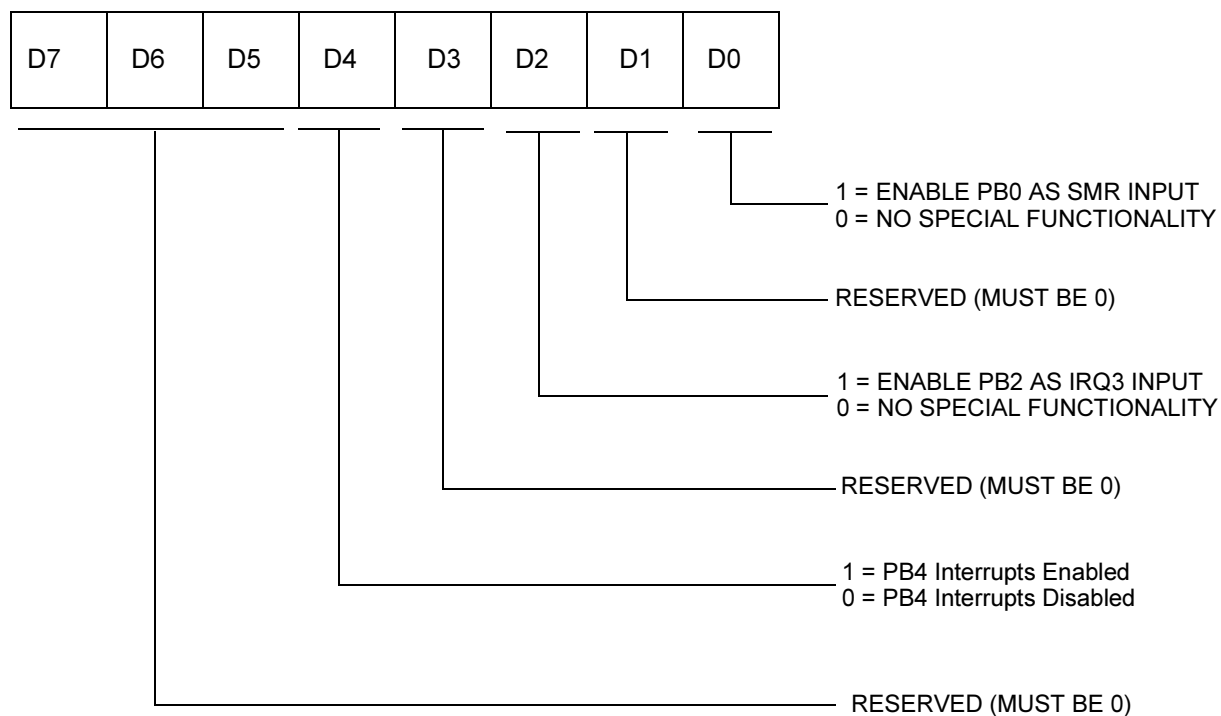 D7 D6 D5 D4 D3 D2 D1 D0
1 = ENABLE PB0 AS SMR INPUT
0 = NO SPECIAL FUNCTIONALITY
RESERVED (MUST BE 0)
1 = ENABLE PB2 AS IRQ3 INPUT
0 = NO SPECIAL FUNCTIONALITY
RESERVED (MUST BE 0)
1 = PB4 Interrupts Enabled
0 = PB4 Interrupts Disabled
RESERVED (MUST BE 0)